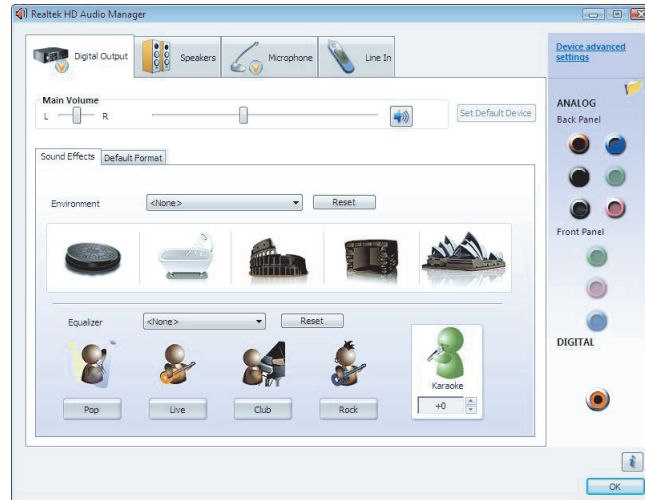 Realtek HD Audio Manager
Digital Output
Speakers
Microphone
Line In
Device advanced settings
Main Volume
L
R
Set Default Device
ANALOG
Back Panel
Sound Effects
Default Format
Environment
<None>
Reset
Front Panel
Equalizer
<None>
Reset
DIGITAL
Karaoke
Pop
Live
Club
Rock
+0
i
OK